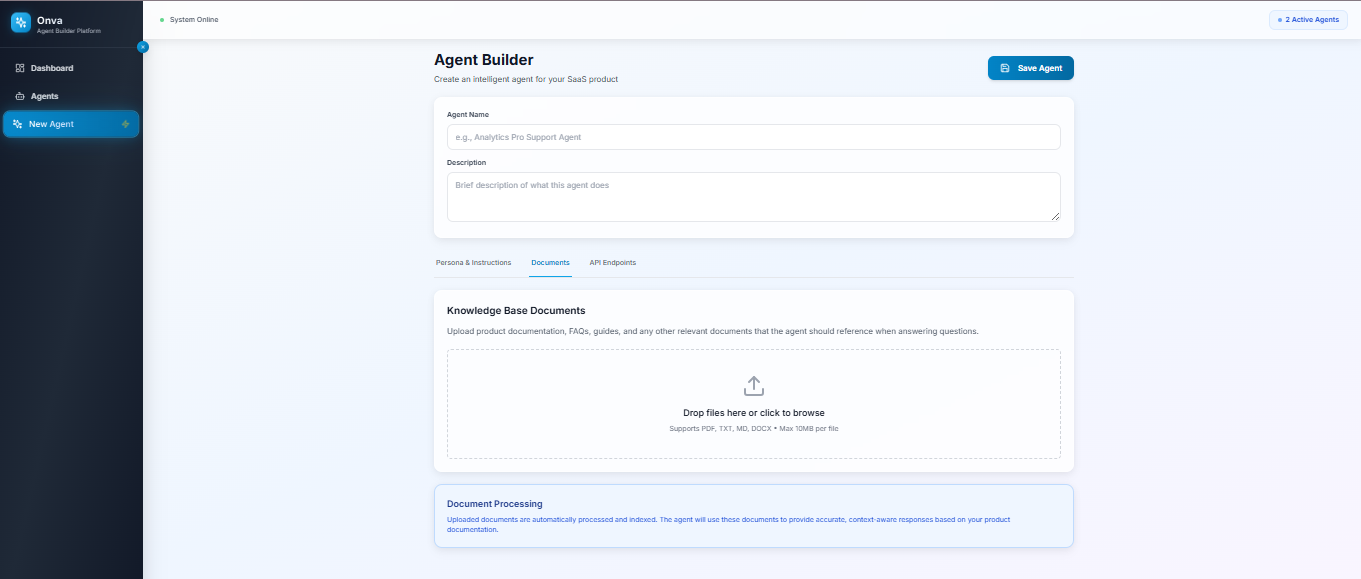 Onva
Agent Builder Platform
System Online
2 Active Agents
Dashboard
Agents
New Agent
Agent Builder
Create an intelligent agent for your SaaS product
Save Agent
Agent Name
e.g., Analytics Pro Support Agent
Description
Brief description of what this agent does
Persona & Instructions
Documents
API Endpoints
Knowledge Base Documents
Upload product documentation, FAQs, guides, and any other relevant documents that the agent should reference when answering questions.
Drop files here or click to browse
Supports PDF, TXT, MD, DOCX • Max 10MB per file
Document Processing
Uploaded documents are automatically processed and indexed. The agent will use these documents to provide accurate, context-aware responses based on your product
documentation.